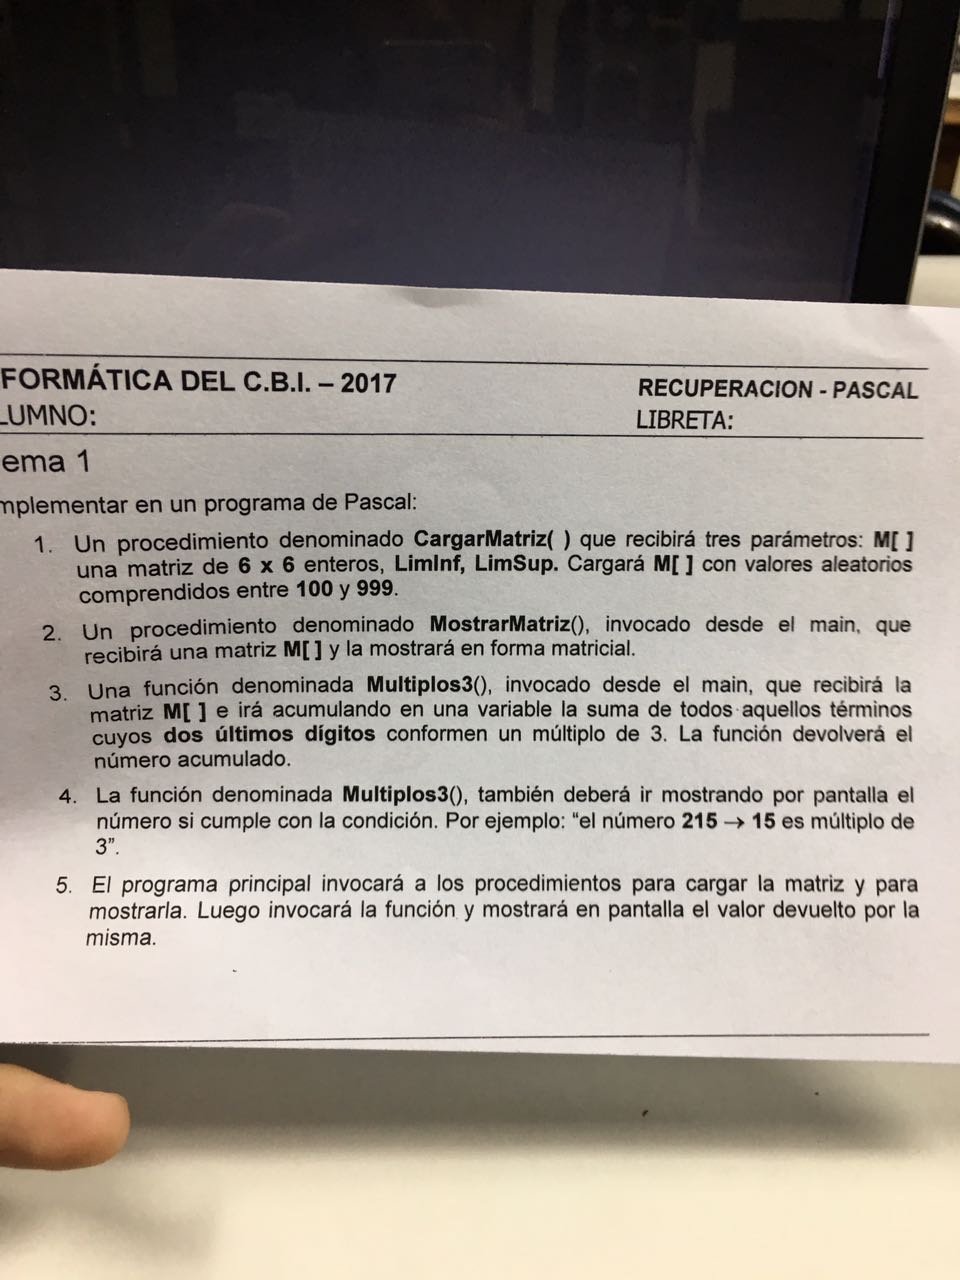 FORMÁTICA DEL C.B.I. – 2017
RECUPERACION - PASCAL
LUMNO:
LIBRETA:
ema 1
mplementar en un programa de Pascal:
1. Un procedimiento denominado CargarMatriz( ) que recibirá tres parámetros: M[ ]
una matriz de 6 x 6 enteros, LimInf, LimSup. Cargará M[ ] con valores aleatorios
comprendidos entre 100 y 999.
2. Un procedimiento denominado MostrarMatriz(), invocado desde el main, que
recibirá una matriz M[ ] y la mostrará en forma matricial.
3. Una función denominada Multiplos3(), invocado desde el main, que recibirá la
matriz M[ ] e irá acumulando en una variable la suma de todos aquellos términos
cuyos dos últimos dígitos conformen un múltiplo de 3. La función devolverá el
número acumulado.
4. La función denominada Multiplos3(), también deberá ir mostrando por pantalla el
número si cumple con la condición. Por ejemplo: “el número 215 → 15 es múltiplo de
3”.
5. El programa principal invocará a los procedimientos para cargar la matriz y para
mostrarla. Luego invocará la función y mostrará en pantalla el valor devuelto por la
misma.